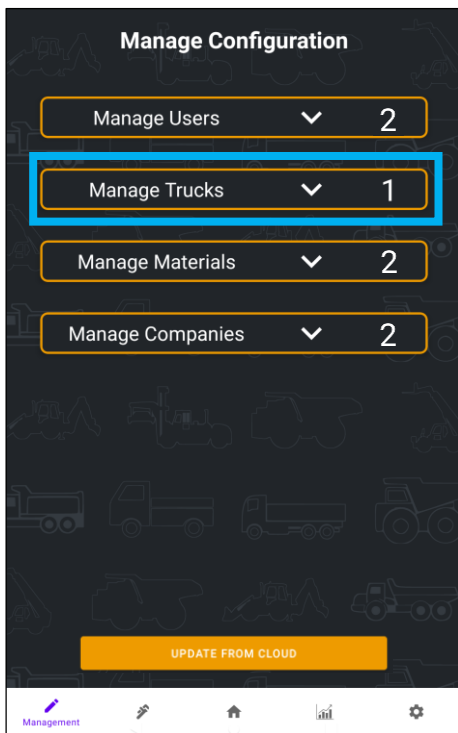 Manage Configuration
Manage Users 2
Manage Trucks 1
Manage Materials 2
Manage Companies 2
UPDATE FROM CLOUD
Management